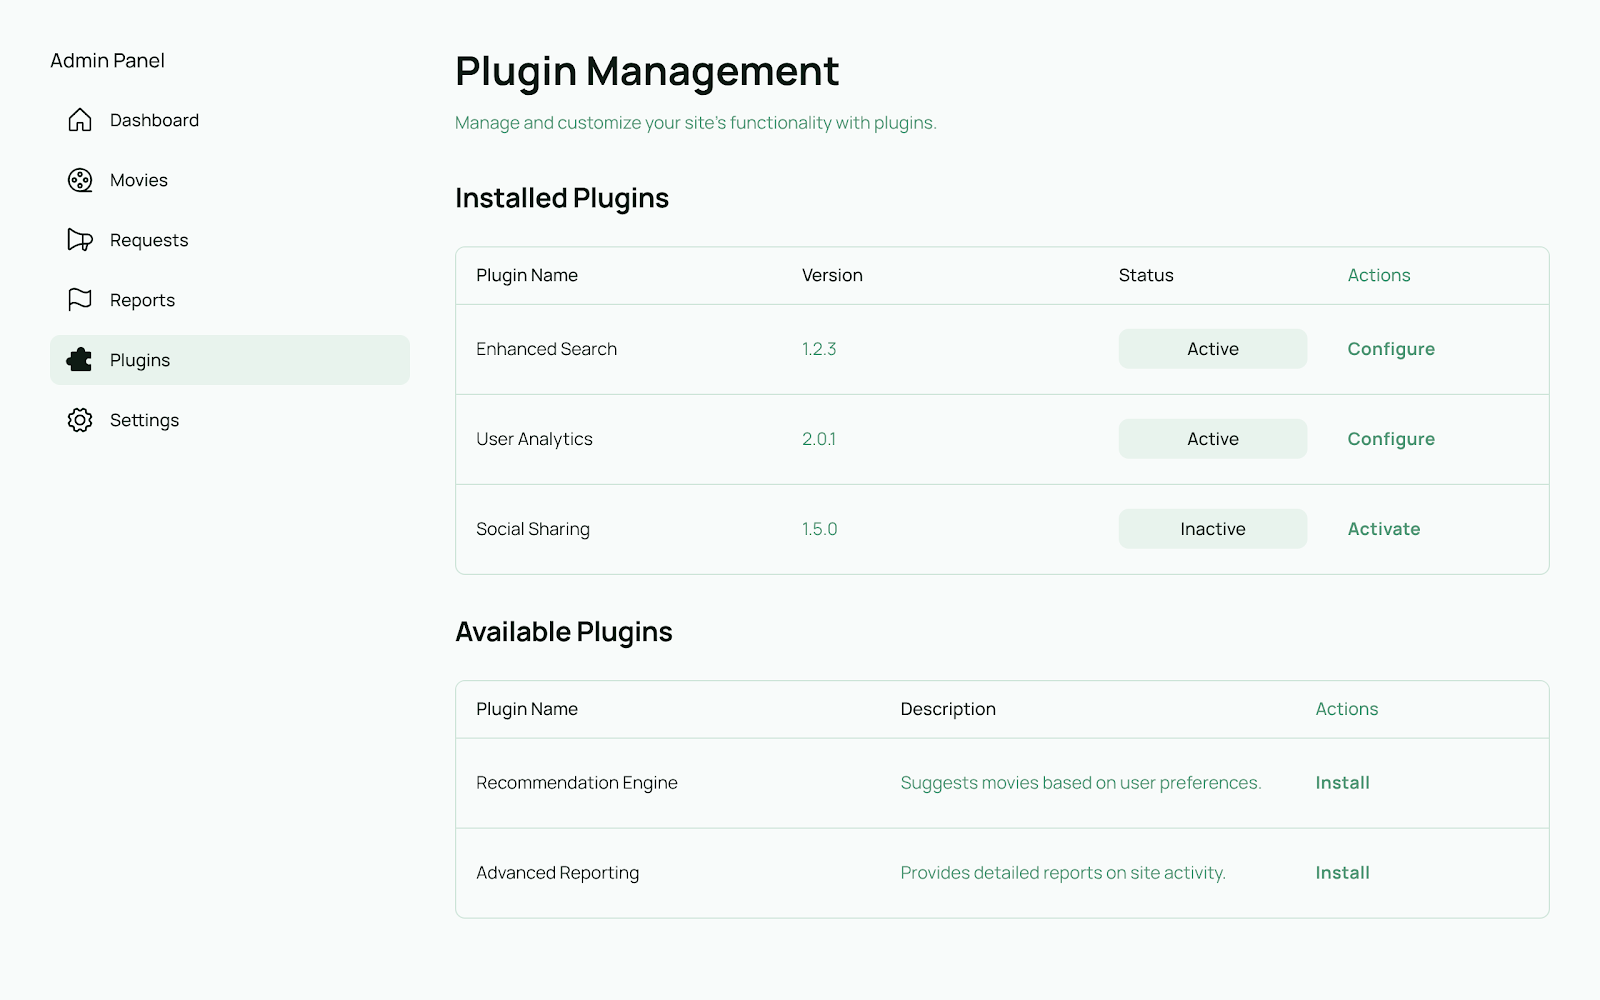 Admin Panel
Dashboard
Movies
Requests
Reports
Plugins
Settings
Plugin Management
Manage and customize your site's functionality with plugins.
Installed Plugins
Plugin Name Version Status Actions
Enhanced Search 1.2.3 Active Configure
User Analytics 2.0.1 Active Configure
Social Sharing 1.5.0 Inactive Activate
Available Plugins
Plugin Name Description Actions
Recommendation Engine Suggests movies based on user preferences. Install
Advanced Reporting Provides detailed reports on site activity. Install